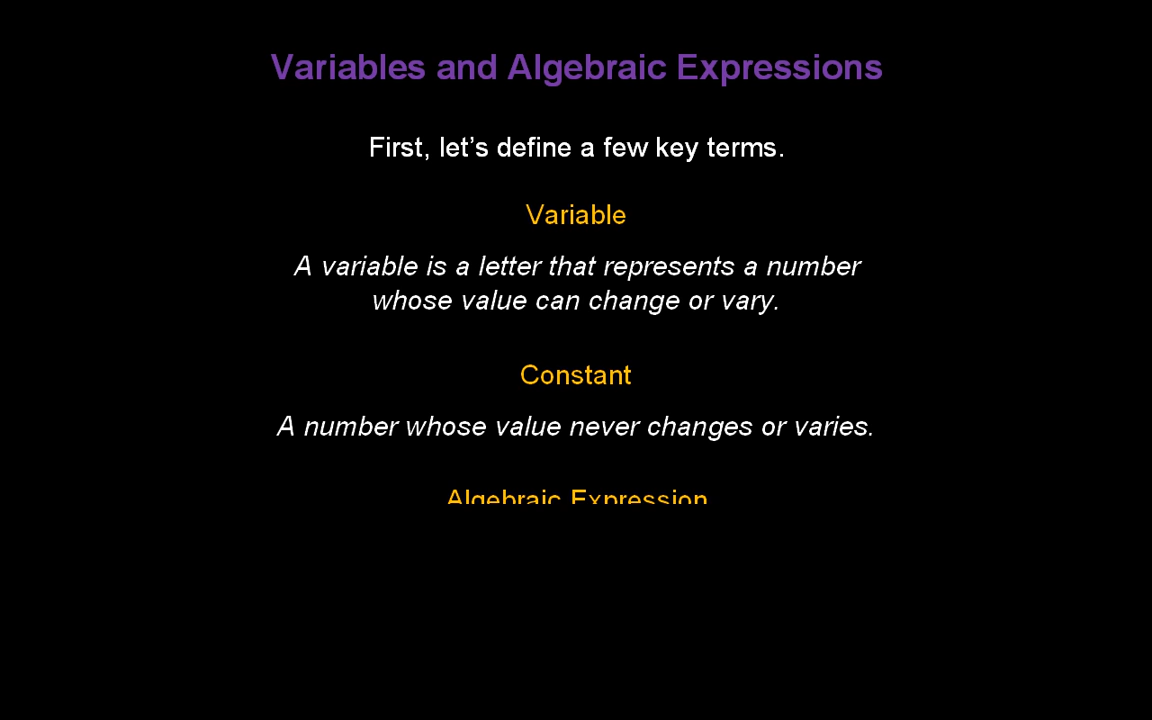 Variables and Algebraic Expressions
First, let’s define a few key terms.
Variable
A variable is a letter that represents a number
whose value can change or vary.
Constant
A number whose value never changes or varies.
Algebraic Expression